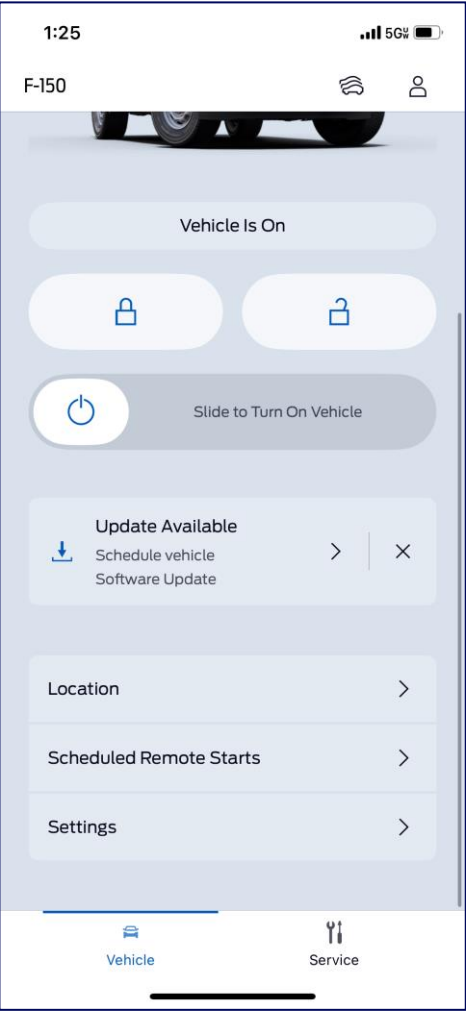 1:25
5G UW
F-150
Vehicle Is On
Slide to Turn On Vehicle
Update Available
Schedule vehicle
Software Update
Location
Scheduled Remote Starts
Settings
Vehicle
Service